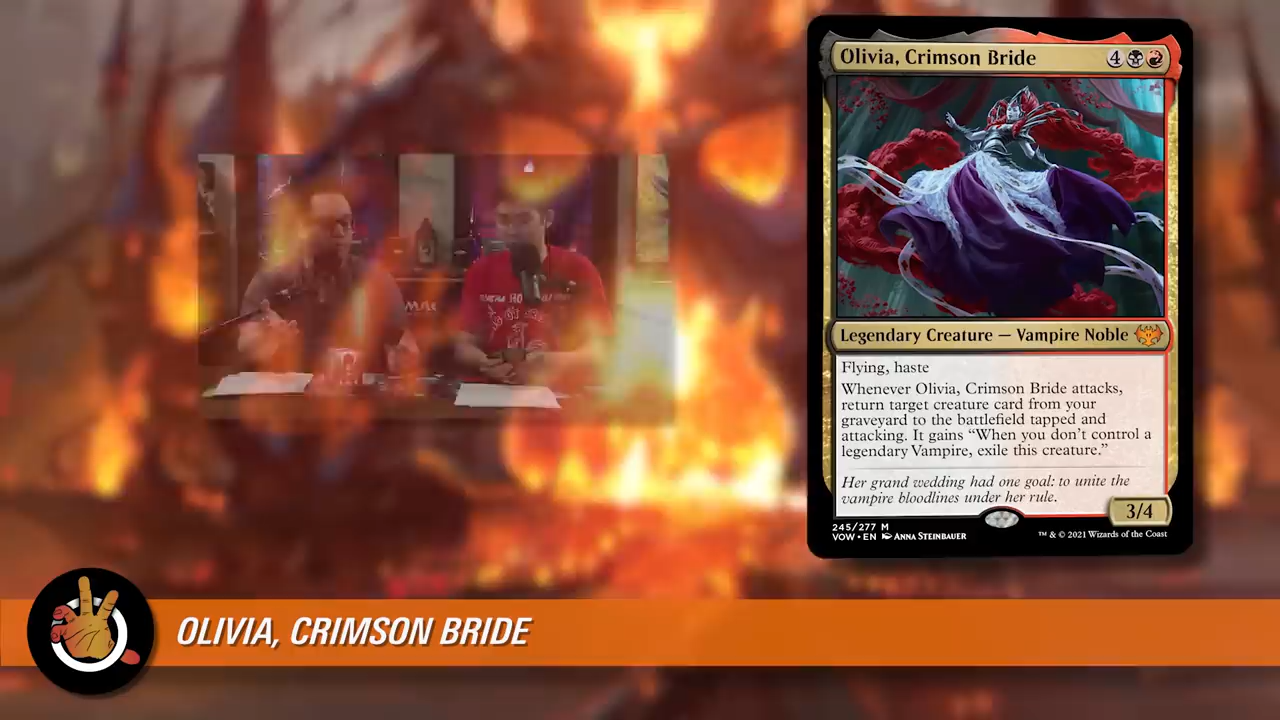 Olivia, Crimson Bride 4
Legendary Creature — Vampire Noble
Flying, haste
Whenever Olivia, Crimson Bride attacks,
return target creature card from your
graveyard to the battlefield tapped and
attacking. It gains “When you don’t control a
legendary Vampire, exile this creature.”
Her grand wedding had one goal: to unite the
vampire bloodlines under her rule.
3/4
245/277 M
VOW • EN ANNA STEINBAUER
™ & © 2021 Wizards of the Coast
OLIVIA, CRIMSON BRIDE